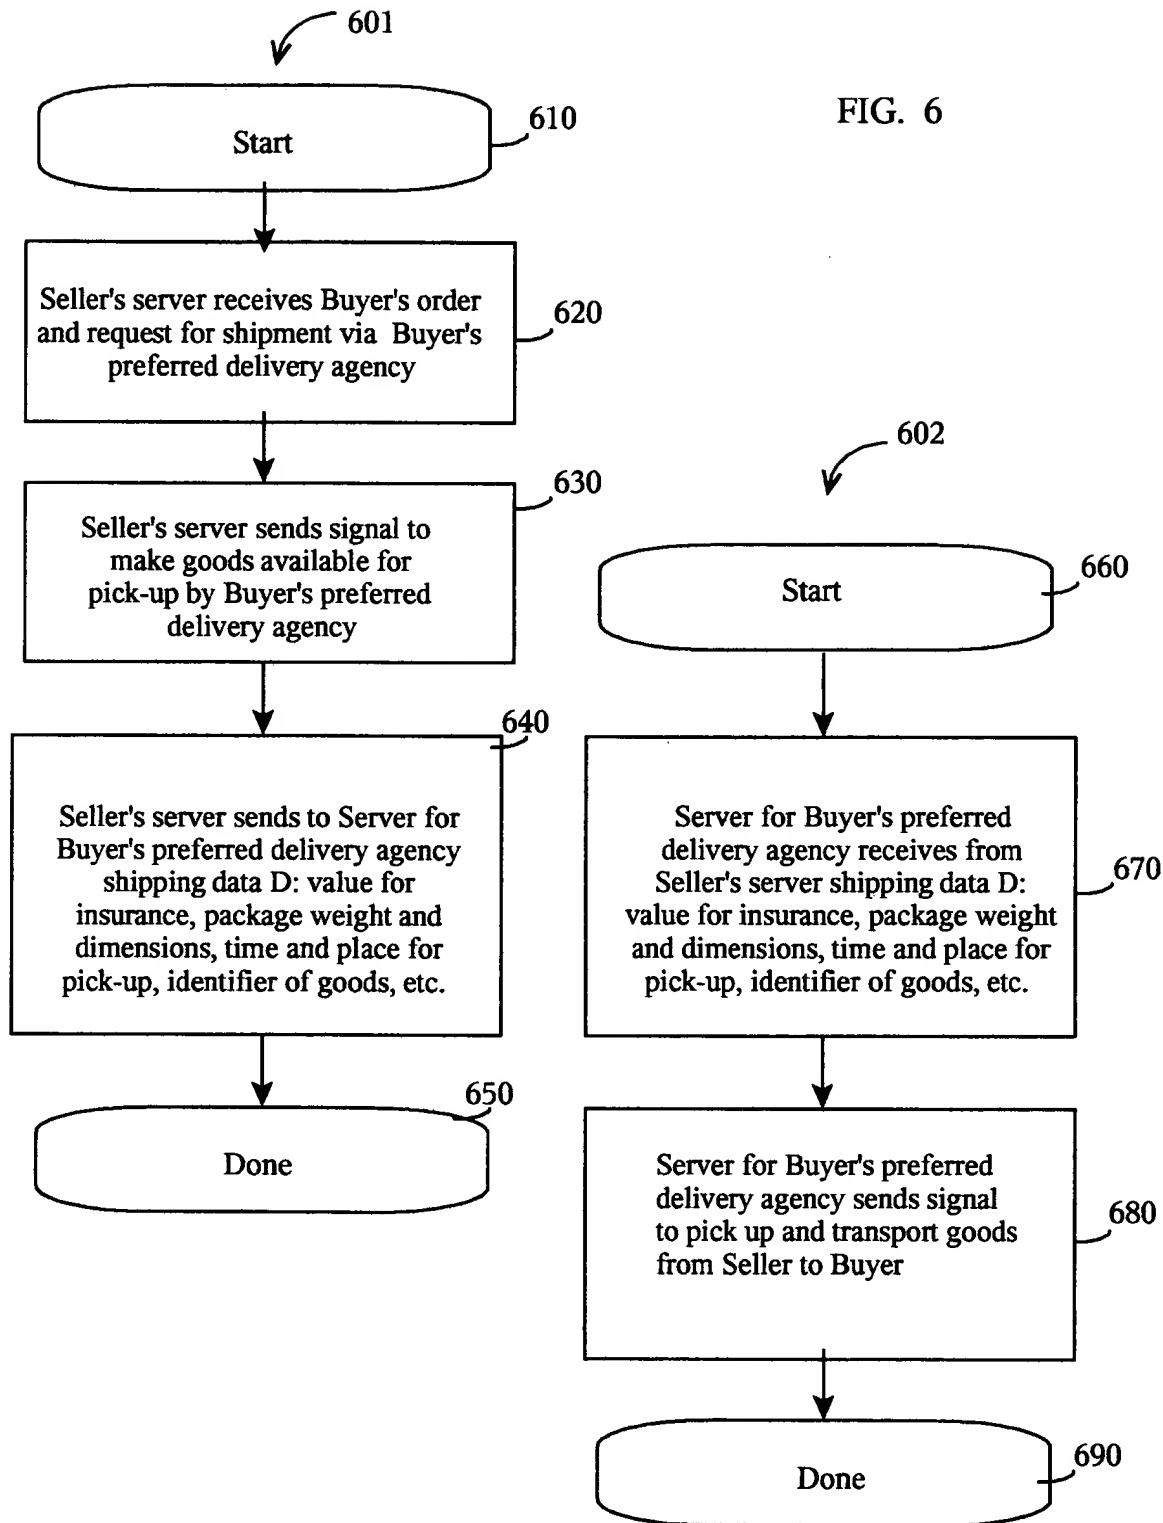 601
FIG. 6
Start
610
Seller's server receives Buyer's order
and request for shipment via Buyer's
preferred delivery agency
620
Seller's server sends signal to
make goods available for
pick-up by Buyer's preferred
delivery agency
630
Seller's server sends to Server for
Buyer's preferred delivery agency
shipping data D: value for
insurance, package weight and
dimensions, time and place for
pick-up, identifier of goods, etc.
640
Done
650
602
Start
660
Server for Buyer's preferred
delivery agency receives from
Seller's server shipping data D:
value for insurance, package weight
and dimensions, time and place for
pick-up, identifier of goods, etc.
670
Server for Buyer's preferred
delivery agency sends signal
to pick up and transport goods
from Seller to Buyer
680
Done
690